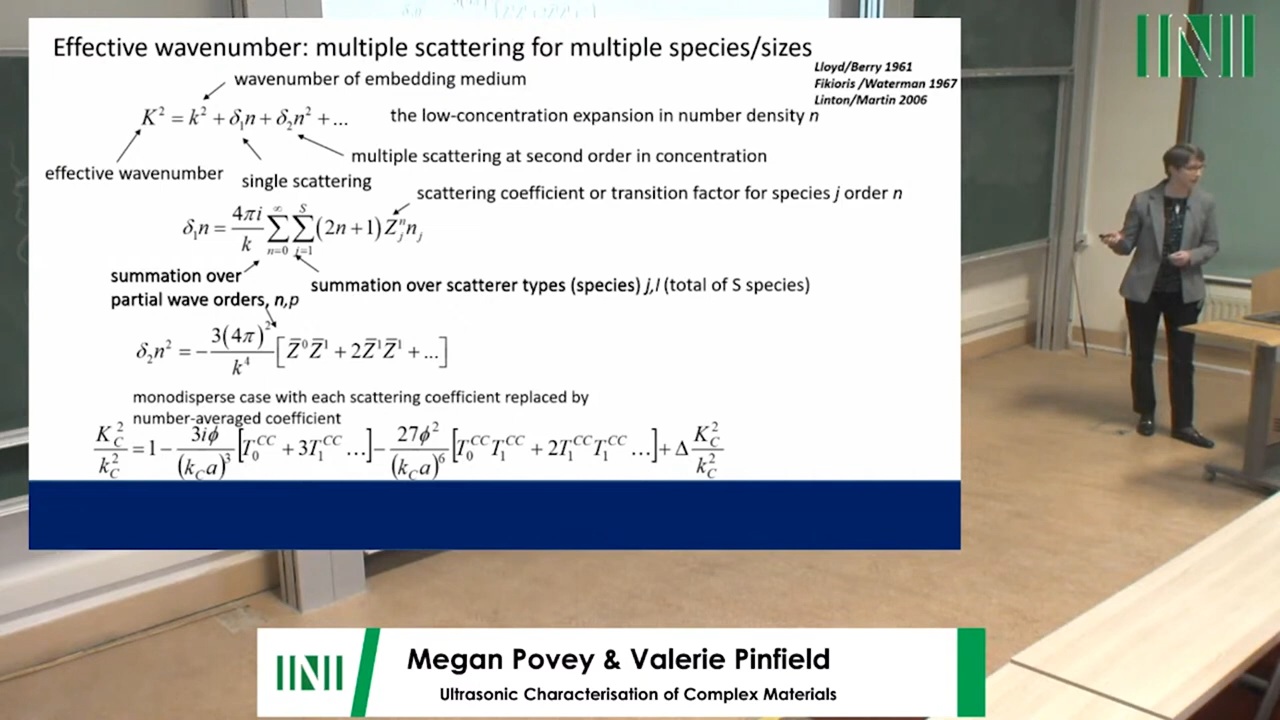 Effective wavenumber: multiple scattering for multiple species/sizes
Lloyd/Berry 1961
Fikioris /Waterman 1967
Linton/Martin 2006
wavenumber of embedding medium
K² = k² + δ₁n + δ₂n² + ...
the low-concentration expansion in number density n
multiple scattering at second order in concentration
effective wavenumber
single scattering
scattering coefficient or transition factor for species j order n
δ₁n = 4πi/k ∑_{n=0}^{∞} ∑_{j=1}^{S} (2n+1) Z_j^n n_j
summation over
partial wave orders, n,p
summation over scatterer types (species) j,l (total of S species)
δ₂n² = − 3(4π)²/k⁴ [Z̄⁰Z̄¹ + 2Z̄¹Z̄¹ + ...]
monodisperse case with each scattering coefficient replaced by
number-averaged coefficient
K_C²/k_C² = 1 − 3iϕ/(k_C a)³ [T₀^{CC} + 3T₁^{CC} ...] − 27ϕ²/(k_C a)⁶ [T₀^{CC}T₁^{CC} + 2T₁^{CC}T₁^{CC} ...] + Δ K_C²/k_C²
Megan Povey & Valerie Pinfield
Ultrasonic Characterisation of Complex Materials